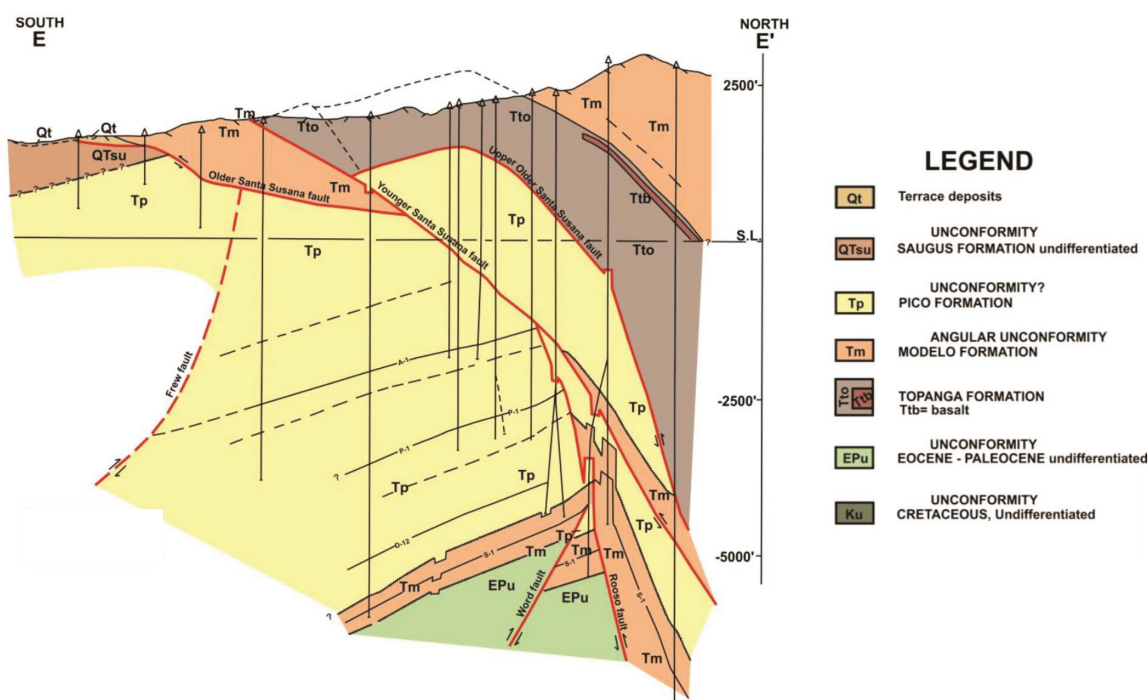 SOUTH
E
NORTH
E'
2500'
Qt
Qt
Tm
Tm
Tto
Tto
Tm
Tm
QTsu
Older Santa Susana fault
Tp
Tm
Younger Santa Susana fault
Upper Older Santa Susana fault
Tp
Ttb
S.L.
?
Tp
Tto
Frew fault
A-1
P-1
P-1
?
-2500'
Tp
Tp
Tp
Tm
Tp
D-12
S-1
Tp
Tm
Tm
Tm
S-1
Tm
EPu
EPu
Word fault
Rooso fault
S-1
Tm
?
-5000'
LEGEND
Qt Terrace deposits
UNCONFORMITY
QTsu SAUGUS FORMATION undifferentiated
UNCONFORMITY?
Tp PICO FORMATION
ANGULAR UNCONFORMITY
Tm MODELO FORMATION
Tto Ttb TOPANGA FORMATION
Ttb= basalt
UNCONFORMITY
EPu EOCENE - PALEOCENE undifferentiated
UNCONFORMITY
Ku CRETACEOUS, Undifferentiated